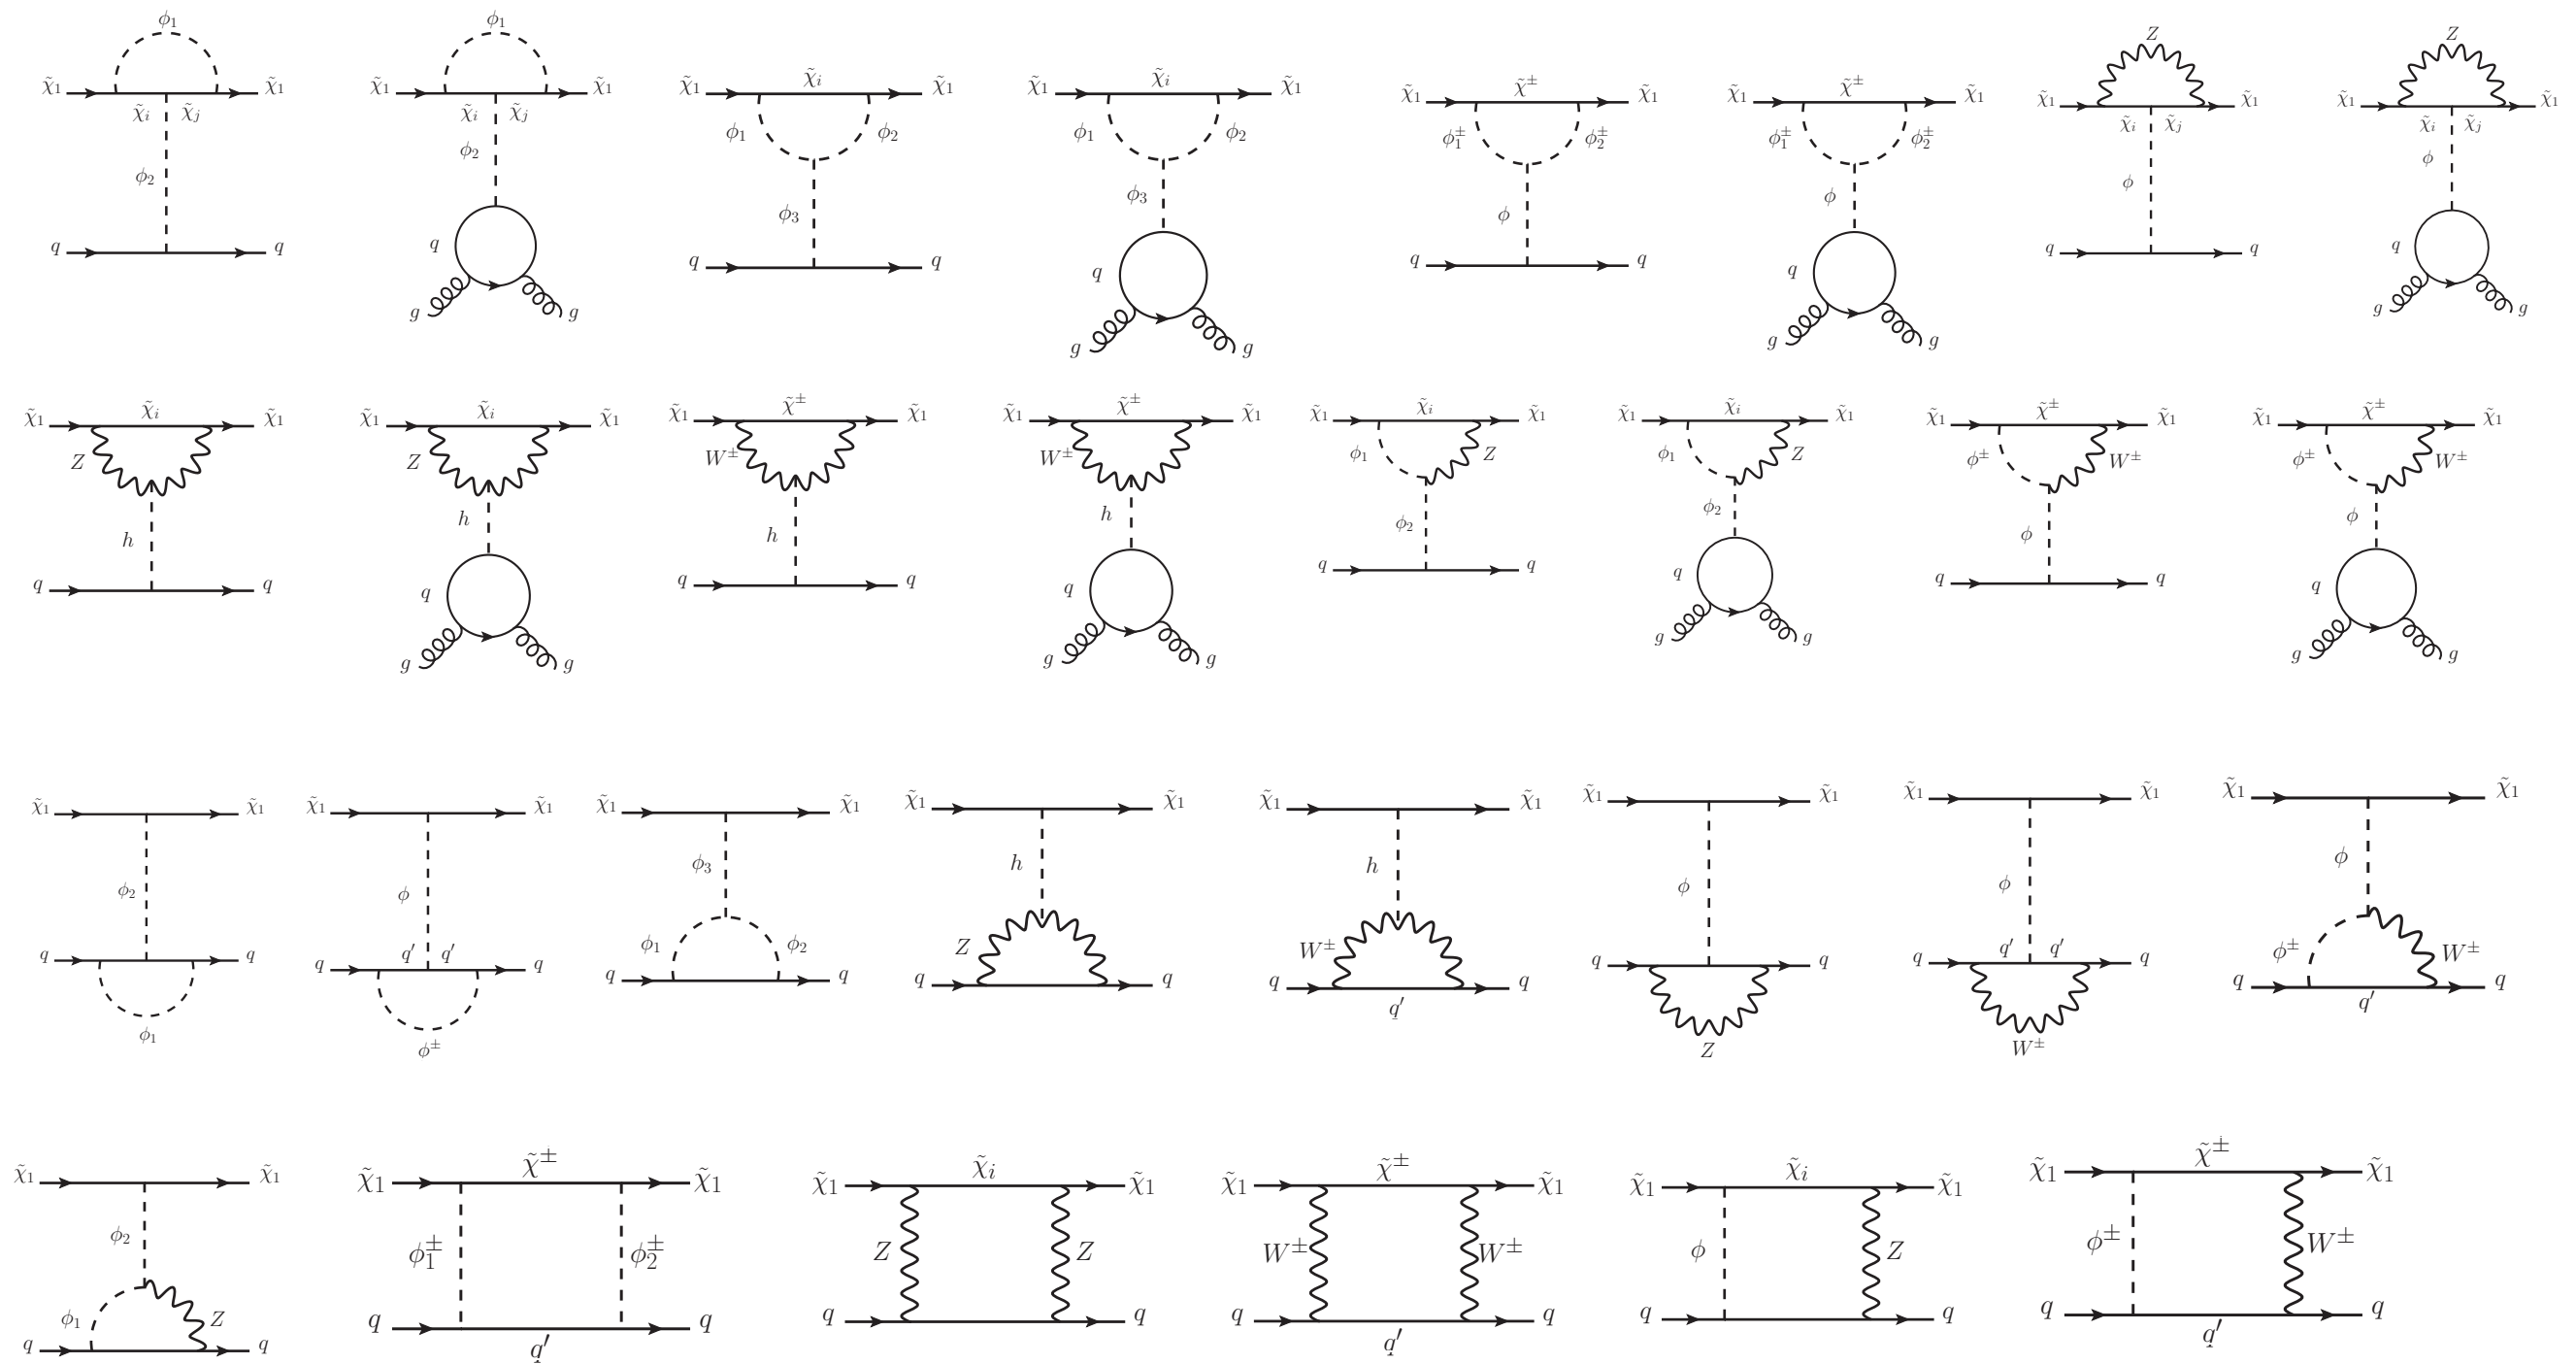 ϕ₁
χ̃₁ χ̃₁
χ̃ᵢ χ̃ⱼ
ϕ₂
q q
ϕ₁
χ̃₁ χ̃₁
χ̃ᵢ χ̃ⱼ
ϕ₂
q
g g
χ̃₁ χ̃ᵢ χ̃₁
ϕ₁ ϕ₂
ϕ₃
q q
χ̃₁ χ̃ᵢ χ̃₁
ϕ₁ ϕ₂
ϕ₃
q
g g
χ̃₁ χ̃± χ̃₁
ϕ₁± ϕ₂±
ϕ
q q
χ̃₁ χ̃± χ̃₁
ϕ₁± ϕ₂±
ϕ
q
g g
Z
χ̃₁ χ̃₁
χ̃ᵢ χ̃ⱼ
ϕ
q q
Z
χ̃₁ χ̃₁
χ̃ᵢ χ̃ⱼ
ϕ
q
g g
χ̃₁ χ̃ᵢ χ̃₁
Z
h
q q
χ̃₁ χ̃ᵢ χ̃₁
Z
h
q
g g
χ̃₁ χ̃± χ̃₁
W±
h
q q
χ̃₁ χ̃± χ̃₁
W±
h
q
g g
χ̃₁ χ̃ᵢ χ̃₁
ϕ₁ Z
ϕ₂
q q
χ̃₁ χ̃ᵢ χ̃₁
ϕ₁ Z
ϕ₂
q
g g
χ̃₁ χ̃± χ̃₁
ϕ± W±
ϕ
q q
χ̃₁ χ̃± χ̃₁
ϕ± W±
ϕ
q
g g
χ̃₁ χ̃₁
ϕ₂
q q
ϕ₁
χ̃₁ χ̃₁
ϕ
q′ q′
q q
ϕ±
χ̃₁ χ̃₁
ϕ₃
ϕ₁ ϕ₂
q q
χ̃₁ χ̃₁
h
Z
q q
χ̃₁ χ̃₁
h
W±
q q
q′
χ̃₁ χ̃₁
ϕ
q q
Z
χ̃₁ χ̃₁
ϕ
q′ q′
q q
W±
χ̃₁ χ̃₁
ϕ
ϕ± W±
q q
q′
χ̃₁ χ̃₁
ϕ₂
ϕ₁ Z
q q
χ̃₁ χ̃± χ̃₁
ϕ₁± ϕ₂±
q q
q′
χ̃₁ χ̃ᵢ χ̃₁
Z Z
q q
χ̃₁ χ̃± χ̃₁
W± W±
q q
q′
χ̃₁ χ̃ᵢ χ̃₁
ϕ Z
q q
χ̃₁ χ̃± χ̃₁
ϕ± W±
q q
q′